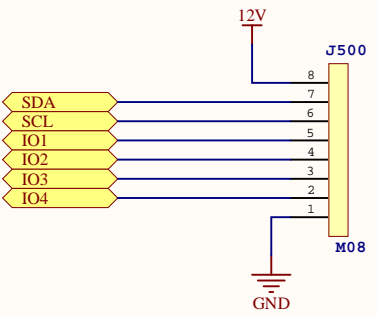 12V
J500
8
SDA 7
SCL 6
IO1 5
IO2 4
IO3 3
IO4 2
1
M08
GND